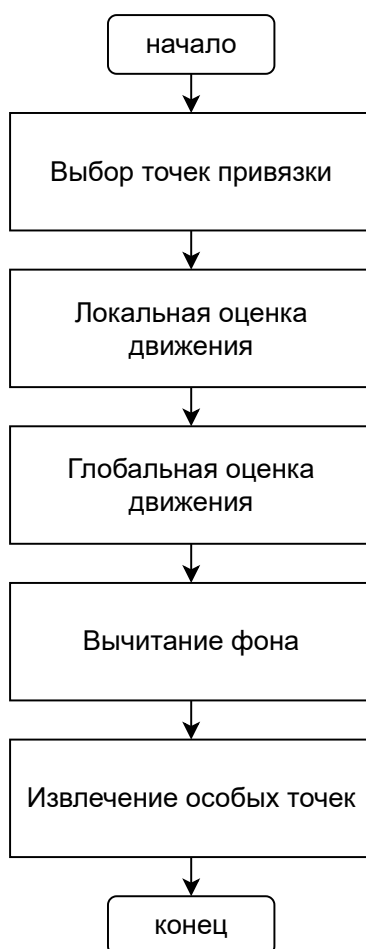 начало
Выбор точек привязки
Локальная оценка
движения
Глобальная оценка
движения
Вычитание фона
Извлечение особых точек
конец